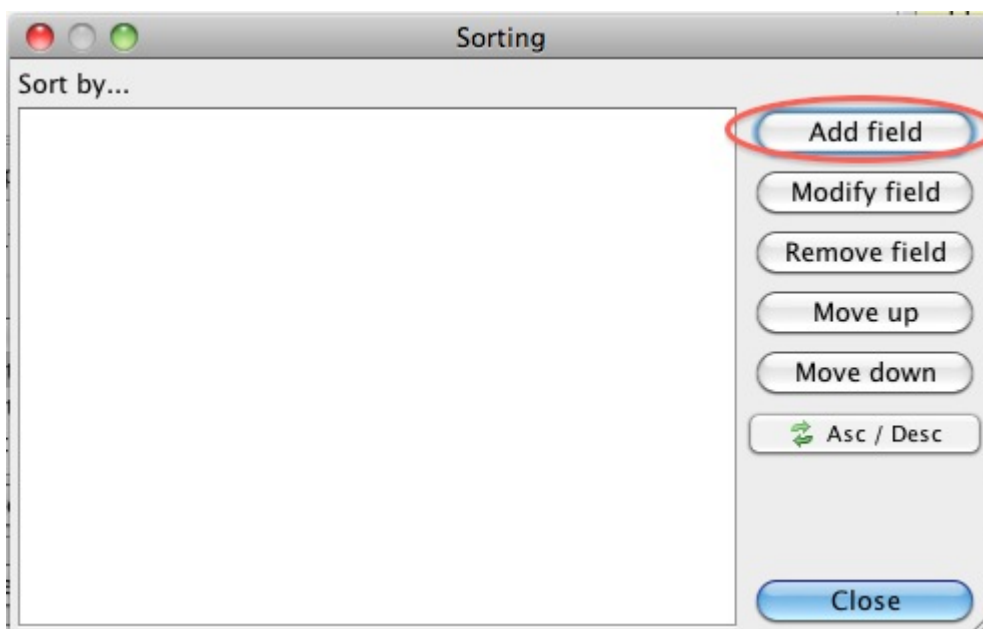 Sorting
Sort by...
Add field
Modify field
Remove field
Move up
Move down
Asc / Desc
Close